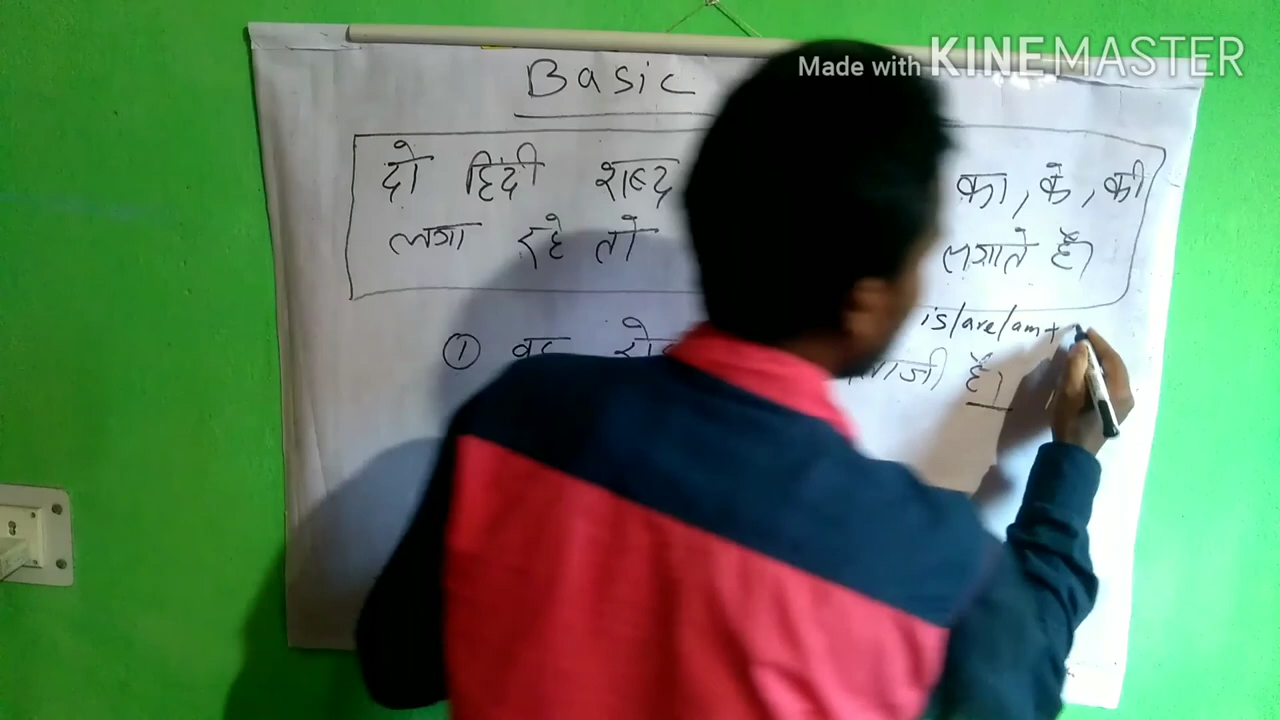 Made with KINEMASTER
Basic
दो हिंदी शब्द का, के, की
लगा रहे तो लगाते हैं।
is/are/am+
① वह है।